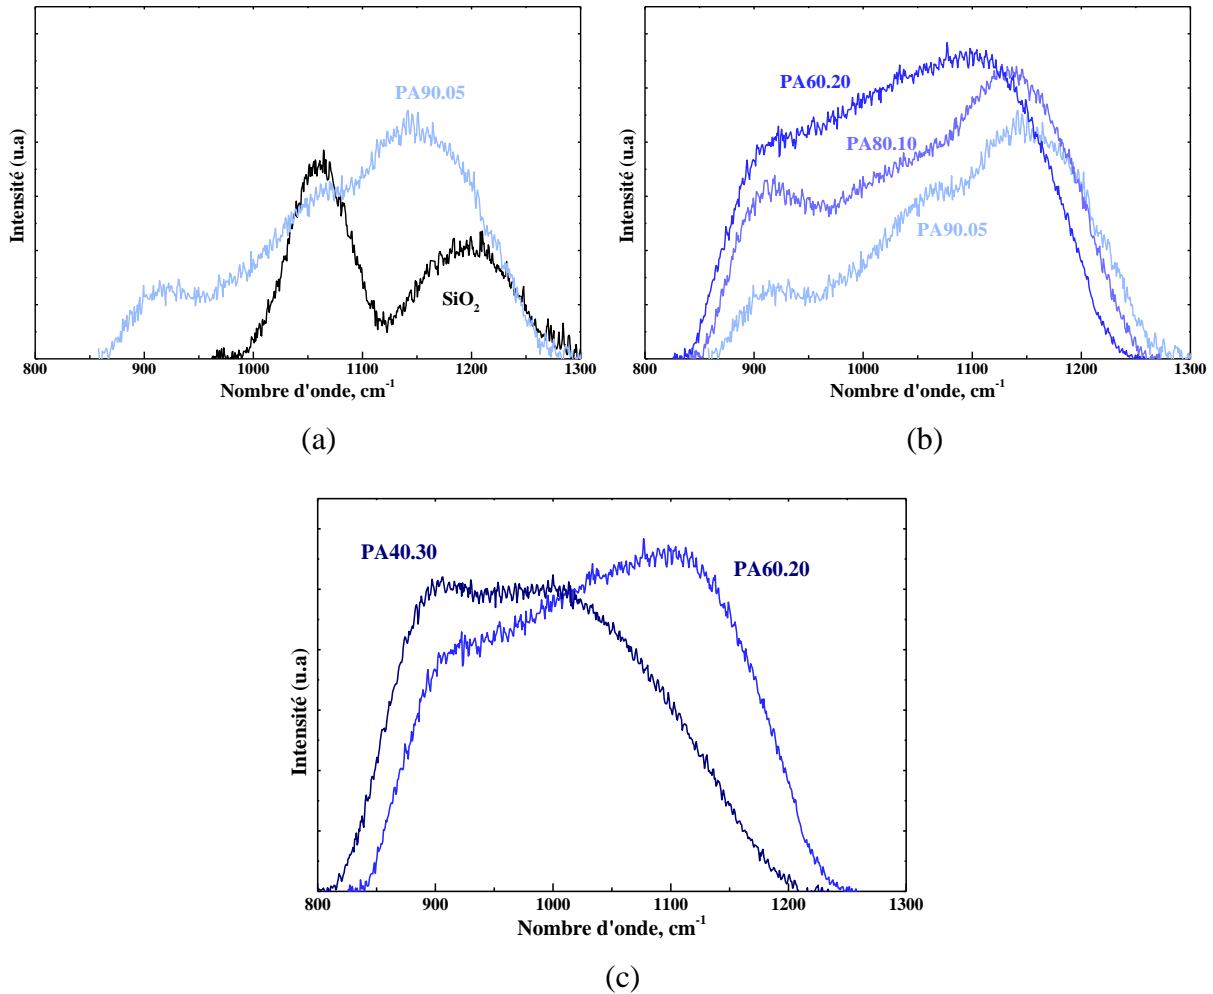 PA90.05
SiO2
Intensité (u.a)
800 900 1000 1100 1200 1300
Nombre d'onde, cm-1
(a)
PA60.20
PA80.10
PA90.05
Intensité (u.a)
800 900 1000 1100 1200 1300
Nombre d'onde, cm-1
(b)
PA40.30
PA60.20
Intensité (u.a)
800 900 1000 1100 1200 1300
Nombre d'onde, cm-1
(c)